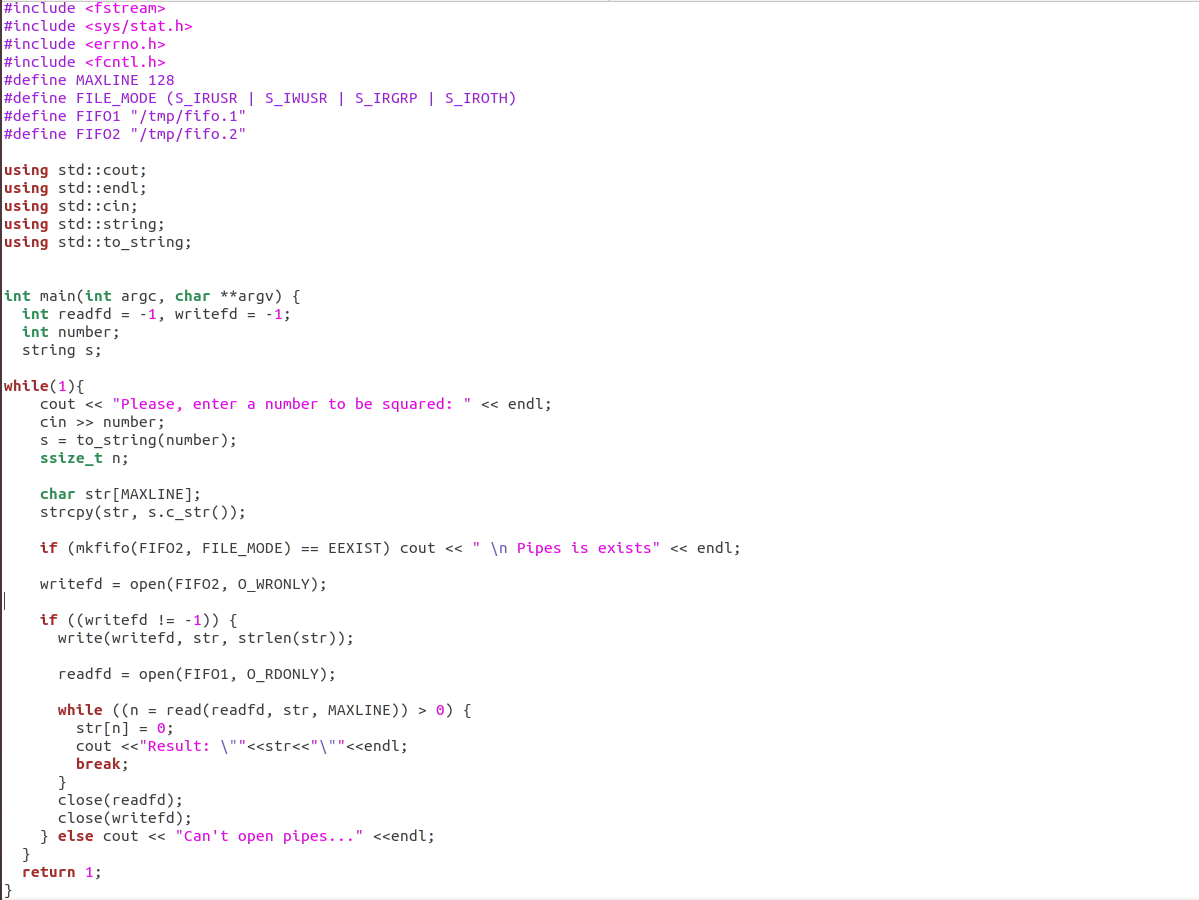 #include <fstream>
#include <sys/stat.h>
#include <errno.h>
#include <fcntl.h>
#define MAXLINE 128
#define FILE_MODE (S_IRUSR | S_IWUSR | S_IRGRP | S_IROTH)
#define FIFO1 "/tmp/fifo.1"
#define FIFO2 "/tmp/fifo.2"

using std::cout;
using std::endl;
using std::cin;
using std::string;
using std::to_string;


int main(int argc, char **argv) {
  int readfd = -1, writefd = -1;
  int number;
  string s;

while(1){
    cout << "Please, enter a number to be squared: " << endl;
    cin >> number;
    s = to_string(number);
    ssize_t n;

    char str[MAXLINE];
    strcpy(str, s.c_str());

    if (mkfifo(FIFO2, FILE_MODE) == EEXIST) cout << " \n Pipes is exists" << endl;

    writefd = open(FIFO2, O_WRONLY);

    if ((writefd != -1)) {
      write(writefd, str, strlen(str));

      readfd = open(FIFO1, O_RDONLY);

      while ((n = read(readfd, str, MAXLINE)) > 0) {
        str[n] = 0;
        cout <<"Result: \""<<str<<"\""<<endl;
        break;
      }
      close(readfd);
      close(writefd);
    } else cout << "Can't open pipes..." <<endl;
  }
  return 1;
}